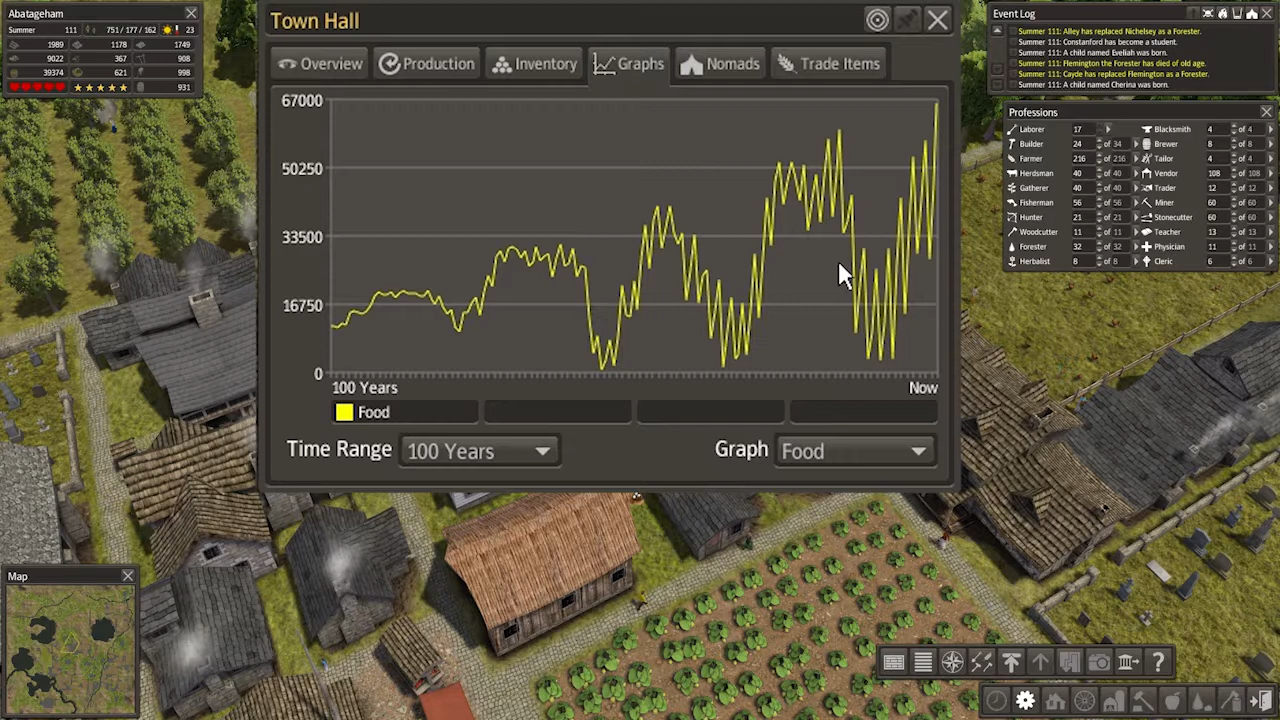 Abatageham
Summer 111 751 / 177 / 162 23
1989 1178 1749
9022 367 908
39374 621 998
931
Town Hall
Overview Production Inventory Graphs Nomads Trade Items
67000
50250
33500
16750
0
100 Years Now
Food
Time Range 100 Years Graph Food
Event Log
Summer 111: Alley has replaced Nichelsey as a Forester.
Summer 111: Constanford has become a student.
Summer 111: A child named Eveliah was born.
Summer 111: Flemington the Forester has died of old age.
Summer 111: Cayde has replaced Flemington as a Forester.
Summer 111: A child named Cherina was born.
Professions
Laborer 17 Blacksmith 4 of 4
Builder 24 of 34 Brewer 8 of 8
Farmer 216 of 216 Tailor 4 of 4
Herdsman 40 of 40 Vendor 108 of 108
Gatherer 40 of 40 Trader 12 of 12
Fisherman 56 of 56 Miner 60 of 60
Hunter 21 of 21 Stonecutter 60 of 60
Woodcutter 11 of 11 Teacher 13 of 13
Forester 32 of 32 Physician 11 of 11
Herbalist 8 of 8 Cleric 6 of 6
Map
?